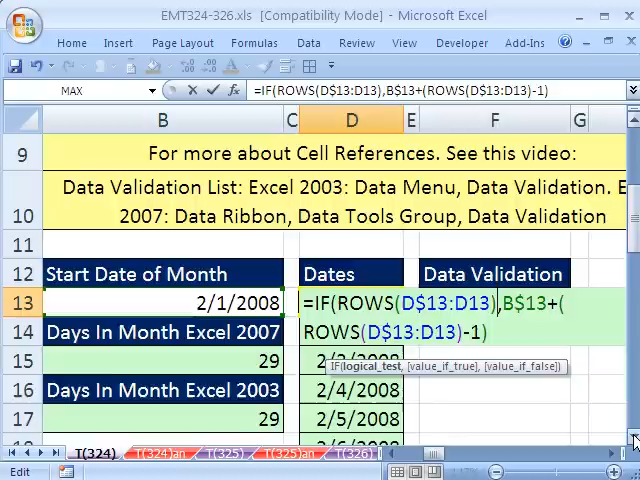 EMT324-326.xls [Compatibility Mode] - Microsoft Excel
Home Insert Page Layout Formulas Data Review View Developer Add-Ins
MAX =IF(ROWS(D$13:D13),B$13+(ROWS(D$13:D13)-1)
B C D E F G
9 For more about Cell References. See this video:
Data Validation List: Excel 2003: Data Menu, Data Validation. E
10 2007: Data Ribbon, Data Tools Group, Data Validation
11
12 Start Date of Month Dates Data Validation
13 2/1/2008 =IF(ROWS(D$13:D13),B$13+(
14 Days In Month Excel 2007 ROWS(D$13:D13)-1)
15 29 2/3/2008
IF(logical_test, [value_if_true], [value_if_false])
16 Days In Month Excel 2003 2/4/2008
17 29 2/5/2008
18 2/6/2008
T(324) T(324)an T(325) T(325)an T(326)
Edit